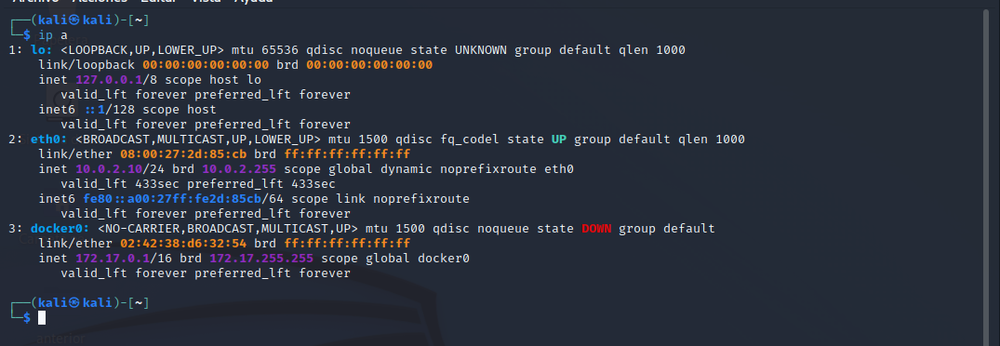 Archivo Acciones Editar Vista Ayuda
┌──(kali㉿kali)-[~]
└─$ ip a
1: lo: <LOOPBACK,UP,LOWER_UP> mtu 65536 qdisc noqueue state UNKNOWN group default qlen 1000
    link/loopback 00:00:00:00:00:00 brd 00:00:00:00:00:00
    inet 127.0.0.1/8 scope host lo
       valid_lft forever preferred_lft forever
    inet6 ::1/128 scope host
       valid_lft forever preferred_lft forever
2: eth0: <BROADCAST,MULTICAST,UP,LOWER_UP> mtu 1500 qdisc fq_codel state UP group default qlen 1000
    link/ether 08:00:27:2d:85:cb brd ff:ff:ff:ff:ff:ff
    inet 10.0.2.10/24 brd 10.0.2.255 scope global dynamic noprefixroute eth0
       valid_lft 433sec preferred_lft 433sec
    inet6 fe80::a00:27ff:fe2d:85cb/64 scope link noprefixroute
       valid_lft forever preferred_lft forever
3: docker0: <NO-CARRIER,BROADCAST,MULTICAST,UP> mtu 1500 qdisc noqueue state DOWN group default
    link/ether 02:42:38:d6:32:54 brd ff:ff:ff:ff:ff:ff
    inet 172.17.0.1/16 brd 172.17.255.255 scope global docker0
       valid_lft forever preferred_lft forever
┌──(kali㉿kali)-[~]
└─$
anterior